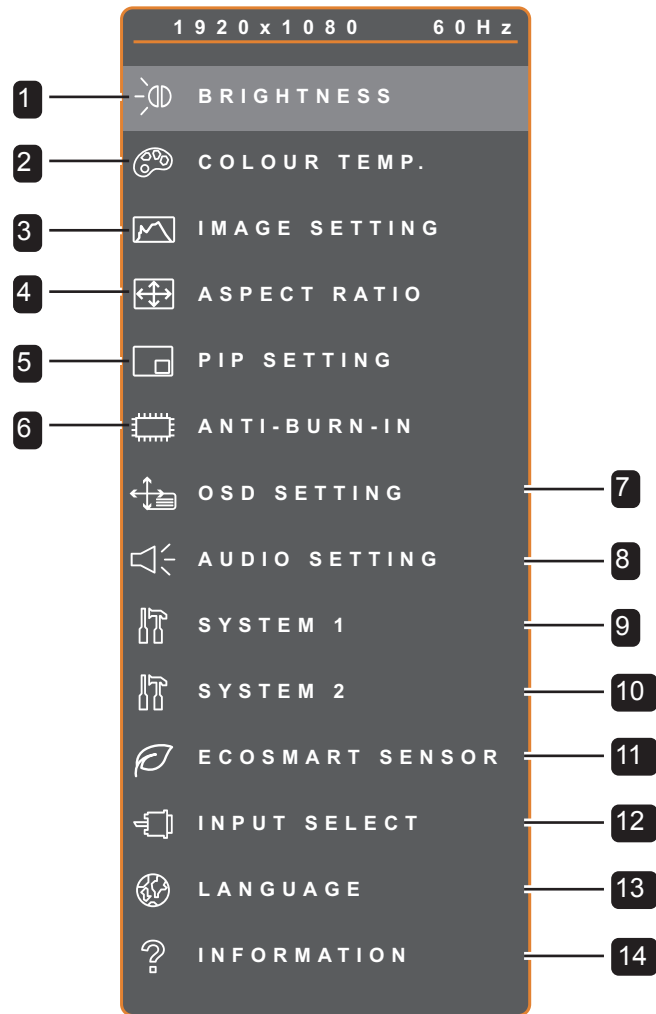 1920x1080 60Hz
1 BRIGHTNESS
2 COLOUR TEMP.
3 IMAGE SETTING
4 ASPECT RATIO
5 PIP SETTING
6 ANTI-BURN-IN
OSD SETTING 7
AUDIO SETTING 8
SYSTEM 1 9
SYSTEM 2 10
ECOSMART SENSOR 11
INPUT SELECT 12
LANGUAGE 13
INFORMATION 14